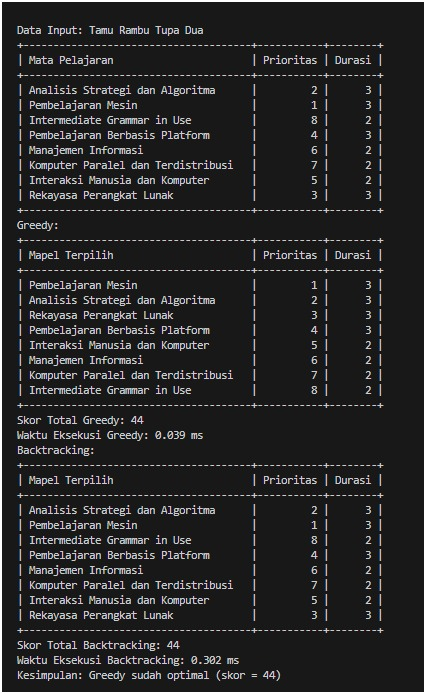 Data Input: Tamu Rambu Tupa Dua
+------------------------------------+----------+--------+
| Mata Pelajaran                     | Prioritas | Durasi |
+------------------------------------+----------+--------+
| Analisis Strategi dan Algoritma    |         2 |      3 |
| Pembelajaran Mesin                 |         1 |      3 |
| Intermediate Grammar in Use        |         8 |      2 |
| Pembelajaran Berbasis Platform     |         4 |      3 |
| Manajemen Informasi                |         6 |      2 |
| Komputer Paralel dan Terdistribusi |         7 |      2 |
| Interaksi Manusia dan Komputer     |         5 |      2 |
| Rekayasa Perangkat Lunak           |         3 |      3 |
+------------------------------------+----------+--------+
Greedy:
+------------------------------------+----------+--------+
| Mapel Terpilih                     | Prioritas | Durasi |
+------------------------------------+----------+--------+
| Pembelajaran Mesin                 |         1 |      3 |
| Analisis Strategi dan Algoritma    |         2 |      3 |
| Rekayasa Perangkat Lunak           |         3 |      3 |
| Pembelajaran Berbasis Platform     |         4 |      3 |
| Interaksi Manusia dan Komputer     |         5 |      2 |
| Manajemen Informasi                |         6 |      2 |
| Komputer Paralel dan Terdistribusi |         7 |      2 |
| Intermediate Grammar in Use        |         8 |      2 |
+------------------------------------+----------+--------+
Skor Total Greedy: 44
Waktu Eksekusi Greedy: 0.039 ms
Backtracking:
+------------------------------------+----------+--------+
| Mapel Terpilih                     | Prioritas | Durasi |
+------------------------------------+----------+--------+
| Analisis Strategi dan Algoritma    |         2 |      3 |
| Pembelajaran Mesin                 |         1 |      3 |
| Intermediate Grammar in Use        |         8 |      2 |
| Pembelajaran Berbasis Platform     |         4 |      3 |
| Manajemen Informasi                |         6 |      2 |
| Komputer Paralel dan Terdistribusi |         7 |      2 |
| Interaksi Manusia dan Komputer     |         5 |      2 |
| Rekayasa Perangkat Lunak           |         3 |      3 |
+------------------------------------+----------+--------+
Skor Total Backtracking: 44
Waktu Eksekusi Backtracking: 0.302 ms
Kesimpulan: Greedy sudah optimal (skor = 44)